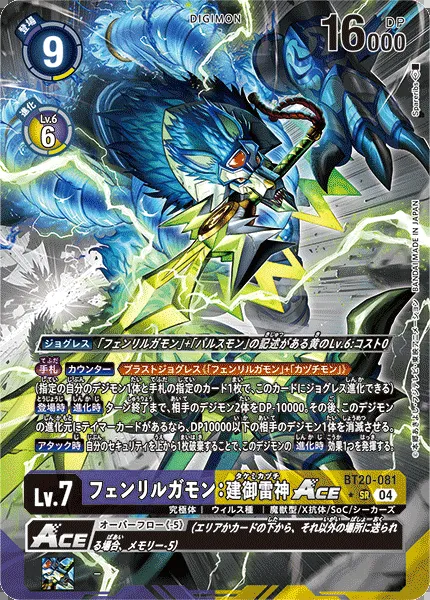 登場
9
DIGIMON
16000
DP
進化
Lv.6
6
Spareribs
BANDAI MADE IN JAPAN
ジョグレス 「フェンリルガモン」+「パルスモン」の記述がある黄のLv.6:コスト0
手札 カウンター ブラストジョグレス《「フェンリルガモン」+「カヅチモン」》
(指定の自分のデジモン1体と手札の指定のカード1枚で、このカードにジョグレス進化できる)
登場時 進化時 ターン終了まで、相手のデジモン2体をDP-10000。その後、このデジモン
の進化元にテイマーカードがあるなら、DP10000以下の相手のデジモン1体を消滅させる。
アタック時 自分のセキュリティを上から1枚破棄することで、このデジモンの 進化時 効果1つを発揮する!
BT20-081
Lv.7 フェンリルガモン:建御雷神 ACE
タケミカヅチ
SR 04
究極体 | ウィルス種 | 魔獣型/X抗体/SoC/シーカーズ
ACE オーバーフロー《-5》 (エリアかカードの下から、それ以外の場所に送られ
る場合、メモリー-5)